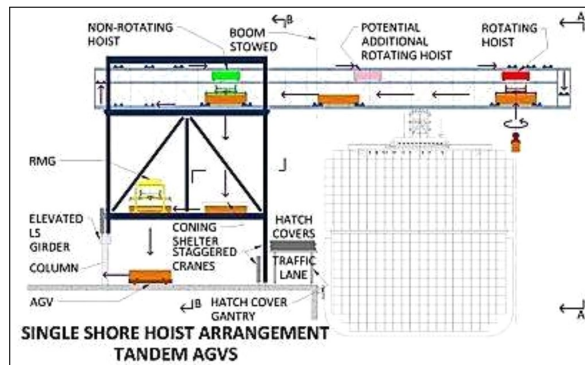 B
A
NON-ROTATING
HOIST
BOOM
STOWED
POTENTIAL
ADDITIONAL
ROTATING HOIST
ROTATING
HOIST
RMG
ELEVATED
LS
GIRDER
COLUMN
AGV
CONING
SHELTER
STAGGERED
CRANES
HATCH
COVERS
TRAFFIC
LANE
B
HATCH COVER
GANTRY
A
SINGLE SHORE HOIST ARRANGEMENT
TANDEM AGVS